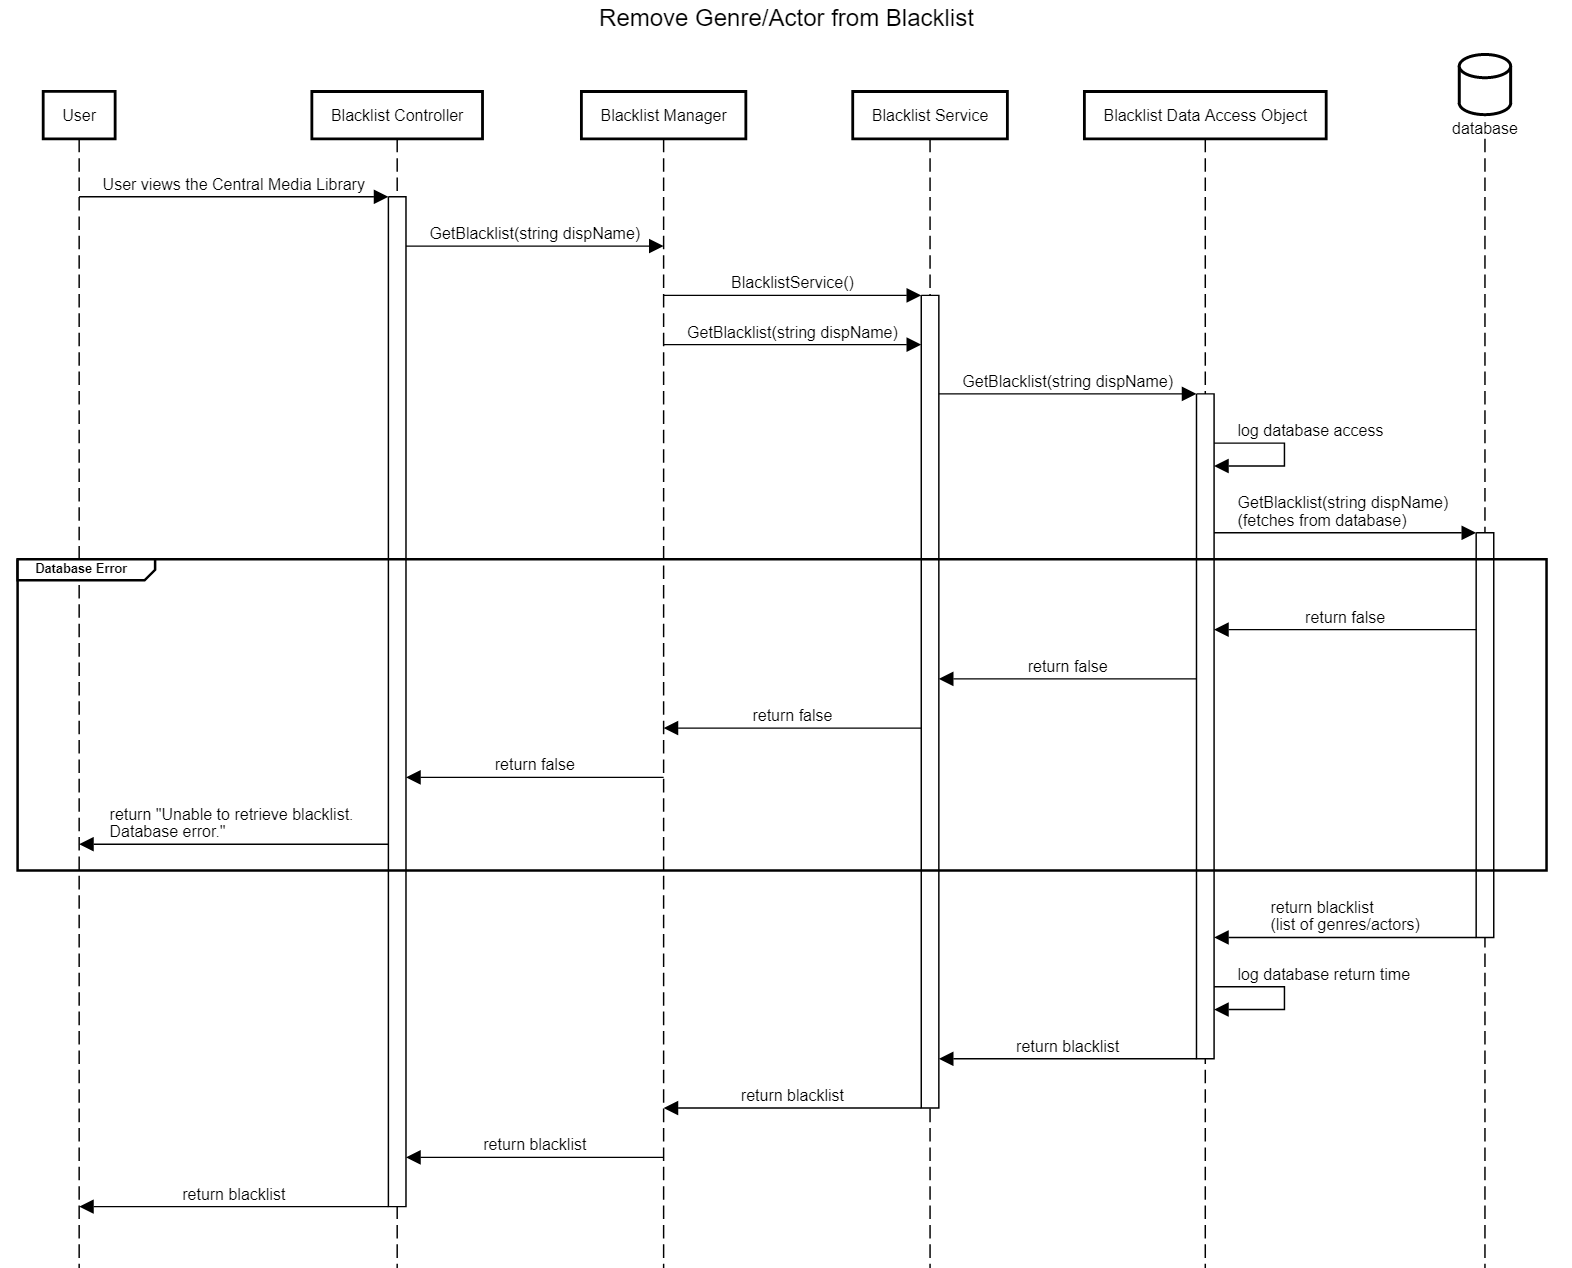 Remove Genre/Actor from Blacklist
User
Blacklist Controller
Blacklist Manager
Blacklist Service
Blacklist Data Access Object
database
User views the Central Media Library
GetBlacklist(string dispName)
BlacklistService()
GetBlacklist(string dispName)
GetBlacklist(string dispName)
log database access
GetBlacklist(string dispName)
(fetches from database)
Database Error
return false
return false
return false
return false
return "Unable to retrieve blacklist.
Database error."
return blacklist
(list of genres/actors)
log database return time
return blacklist
return blacklist
return blacklist
return blacklist